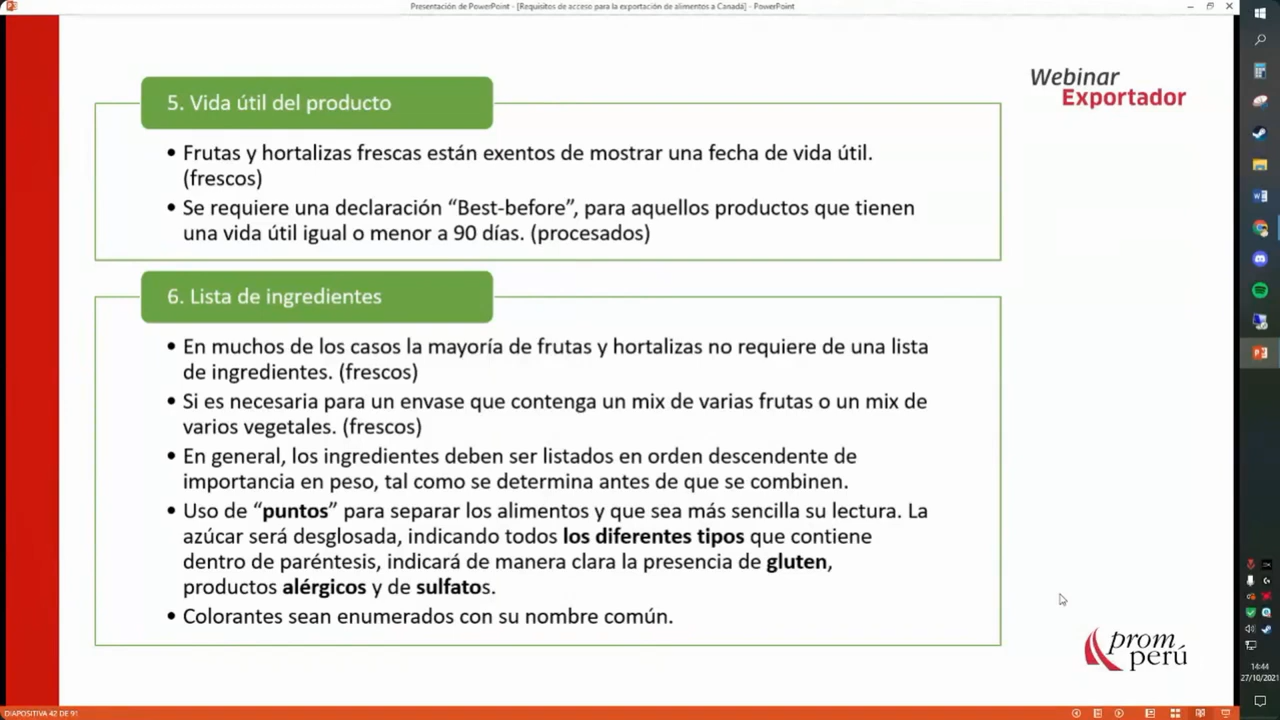 Presentación de PowerPoint - [Requisitos de acceso para la exportación de alimentos a Canadá] - PowerPoint
Webinar
Exportador
5. Vida útil del producto
• Frutas y hortalizas frescas están exentos de mostrar una fecha de vida útil.
(frescos)
• Se requiere una declaración “Best-before”, para aquellos productos que tienen
una vida útil igual o menor a 90 días. (procesados)
6. Lista de ingredientes
• En muchos de los casos la mayoría de frutas y hortalizas no requiere de una lista
de ingredientes. (frescos)
• Si es necesaria para un envase que contenga un mix de varias frutas o un mix de
varios vegetales. (frescos)
• En general, los ingredientes deben ser listados en orden descendente de
importancia en peso, tal como se determina antes de que se combinen.
• Uso de “puntos” para separar los alimentos y que sea más sencilla su lectura. La
azúcar será desglosada, indicando todos los diferentes tipos que contiene
dentro de paréntesis, indicará de manera clara la presencia de gluten,
productos alérgicos y de sulfatos.
• Colorantes sean enumerados con su nombre común.
prom
perú
14:44
27/10/2021
DIAPOSITIVA 42 DE 91